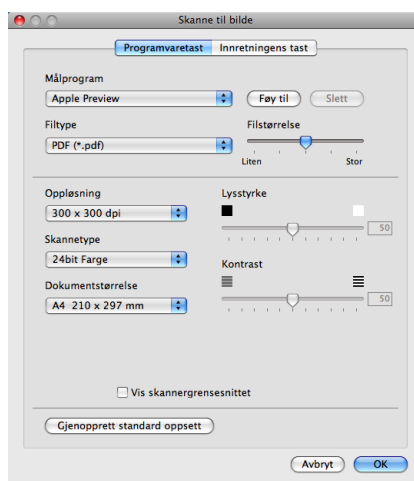 Skanne til bilde
Programvaretast Innretningens tast
Målprogram
Apple Preview Føy til Slett
Filtype Filstørrelse
PDF (*.pdf)
Liten Stor
Oppløsning Lysstyrke
300 x 300 dpi
50
Skannetype
24bit Farge
Kontrast
Dokumentstørrelse
A4 210 x 297 mm 50
Vis skannergrensesnittet
Gjenopprett standard oppsett
Avbryt OK